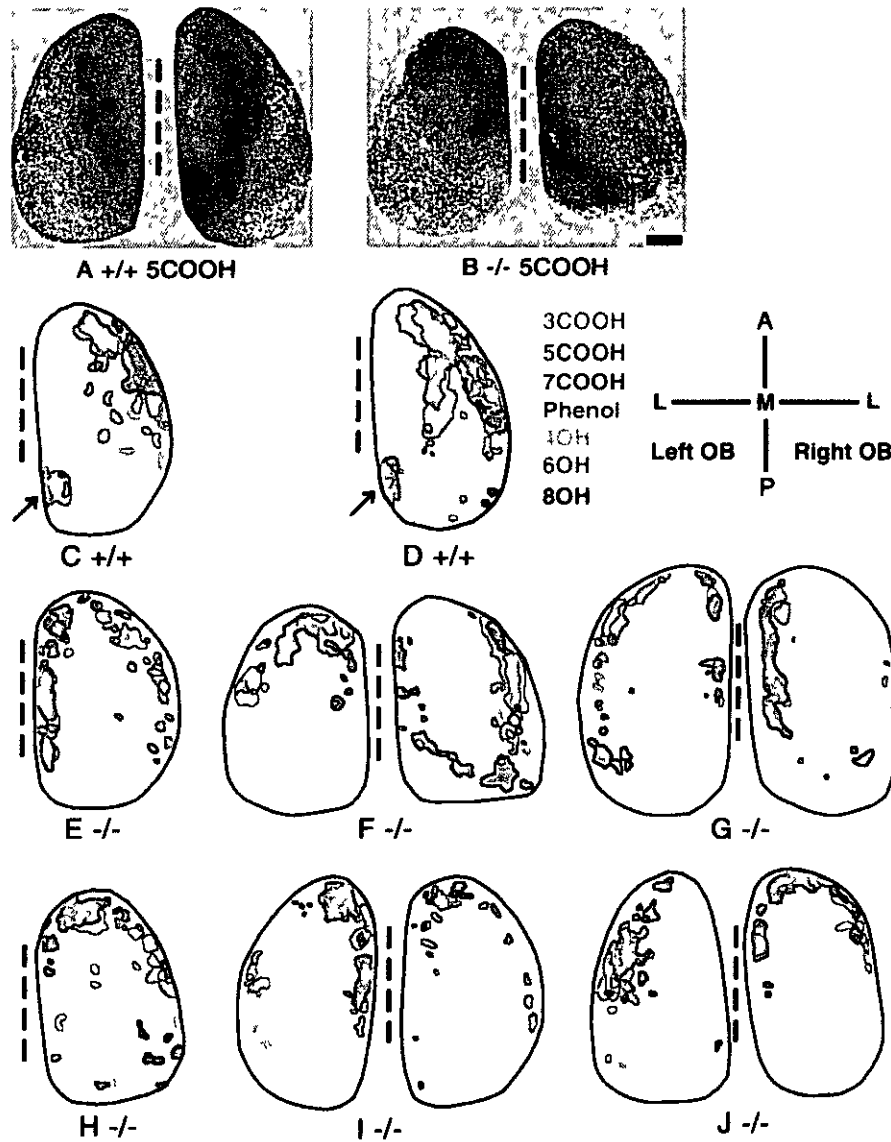 A +/+ 5COOH
B -/- 5COOH
C +/+
D +/+
3COOH
5COOH
7COOH
Phenol
4OH
6OH
8OH
A
L M L
Left OB Right OB
P
E -/-
F -/-
G -/-
H -/-
I -/-
J -/-